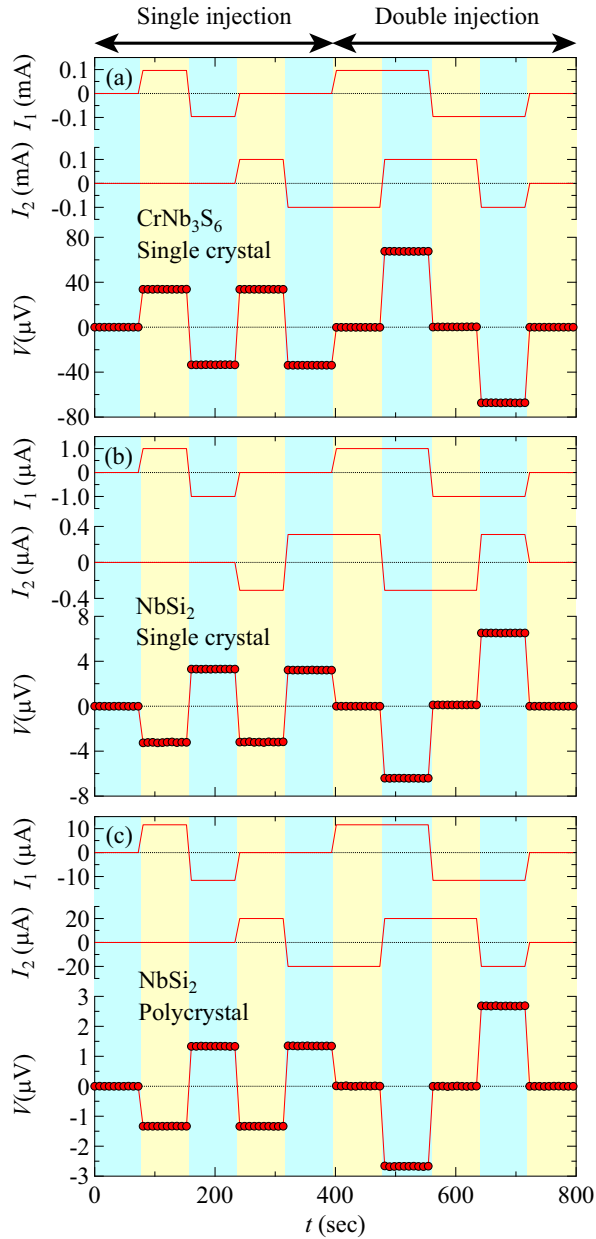 Single injection Double injection
(a)
I₁ (mA)
0.1
0
-0.1
I₂ (mA)
0.1
0
-0.1
CrNb₃S₆
Single crystal
V(μV)
80
40
0
-40
-80
(b)
I₁ (μA)
1.0
0
-1.0
I₂ (μA)
0.4
0
-0.4
NbSi₂
Single crystal
V(μV)
8
4
0
-4
-8
(c)
I₁ (μA)
10
0
-10
I₂ (μA)
20
0
-20
NbSi₂
Polycrystal
V(μV)
3
2
1
0
-1
-2
-3
0 200 400 600 800
t (sec)